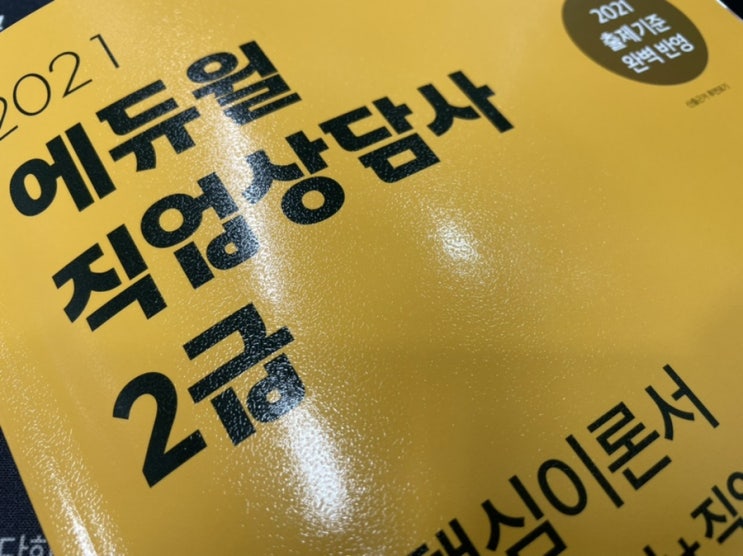 2021
에듀윌
직업상담사
2급
2021
출제기준
완벽 반영
핵심이론서